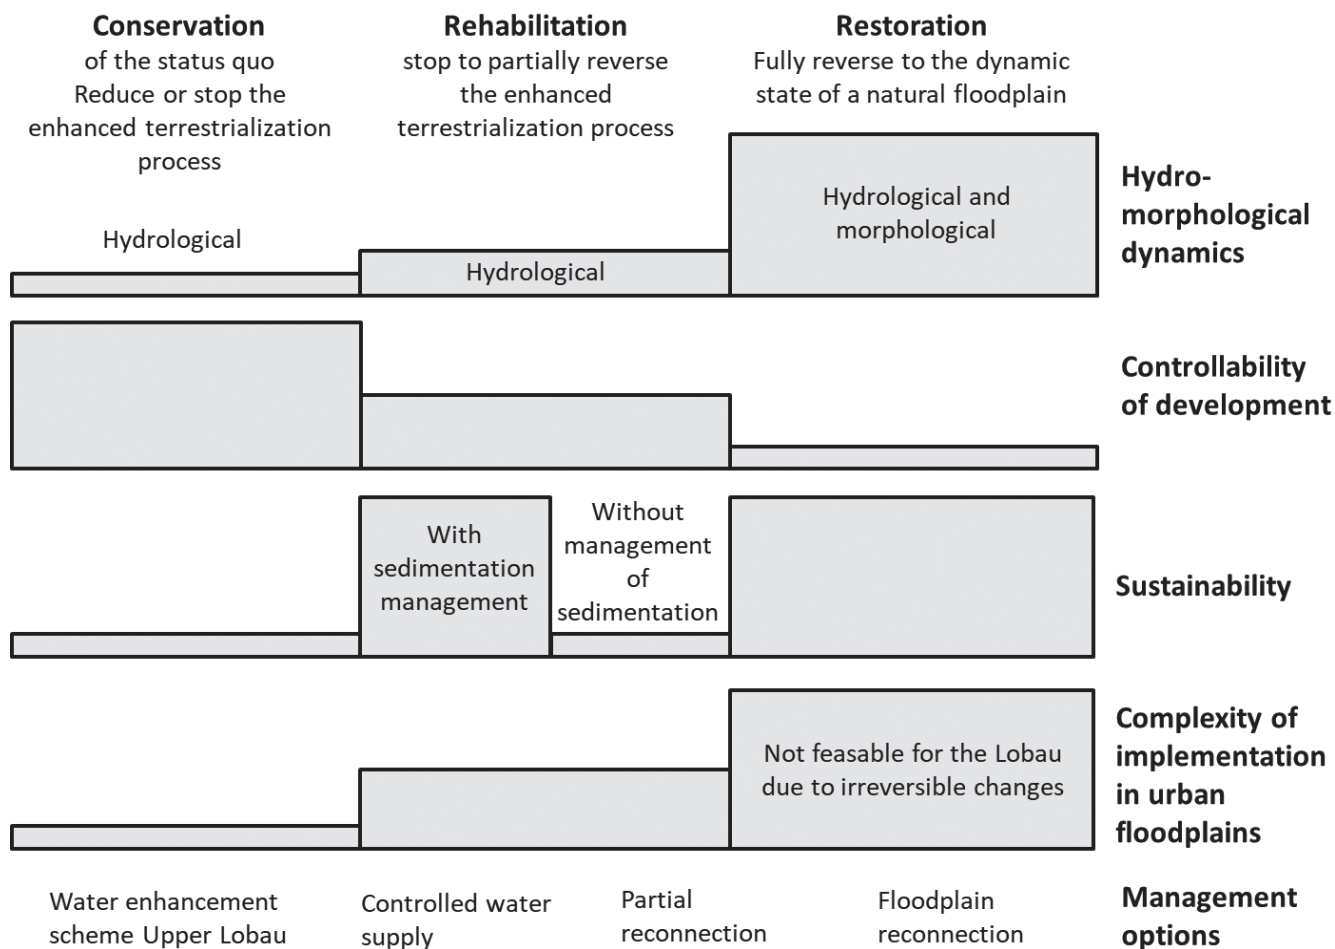 Conservation
of the status quo
Reduce or stop the
enhanced terrestrialization
process
Rehabilitation
stop to partially reverse
the enhanced
terrestrialization process
Restoration
Fully reverse to the dynamic
state of a natural floodplain
Hydrological
Hydrological
Hydrological and
morphological
Hydro-
morphological
dynamics
Controllability
of development
With
sedimentation
management
Without
management
of
sedimentation
Sustainability
Not feasable for the Lobau
due to irreversible changes
Complexity of
implementation
in urban
floodplains
Water enhancement
scheme Upper Lobau
Controlled water
supply
Partial
reconnection
Floodplain
reconnection
Management
options